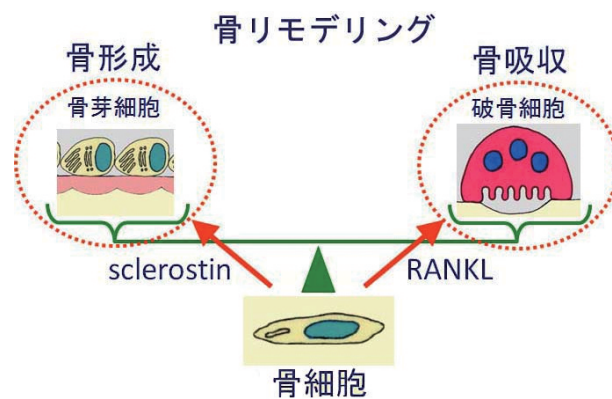 骨リモデリング
骨形成
骨吸収
骨芽細胞
破骨細胞
sclerostin
RANKL
骨細胞